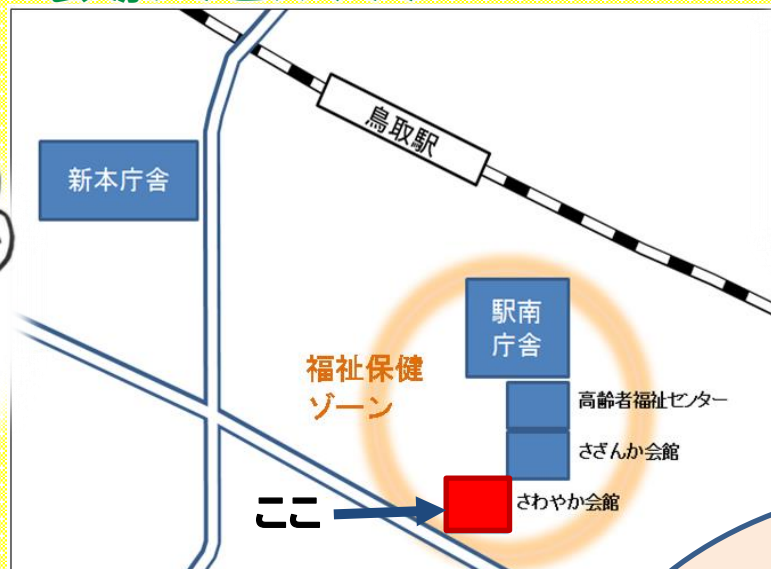 鳥取駅
新本庁舎
駅南
庁舎
福祉保健
ゾーン
高齢者福祉センター
さざんか会館
さわやか会館
ここ